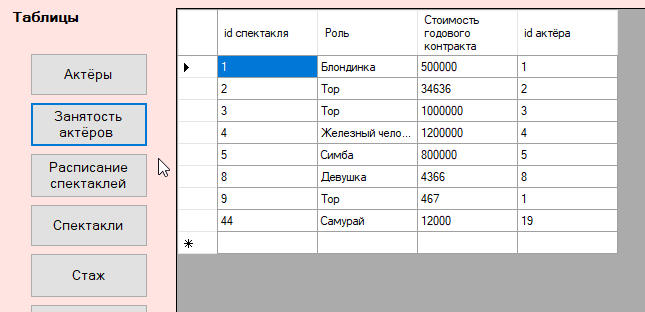 Таблицы
Актёры
Занятость
актёров
Расписание
спектаклей
Спектакли
Стаж
id спектакля Роль Стоимость годового контракта id актёра
1 Блондинка 500000 1
2 Тор 34636 2
3 Тор 1000000 3
4 Железный чело... 1200000 4
5 Симба 800000 5
8 Девушка 4366 8
9 Тор 467 1
44 Самурай 12000 19